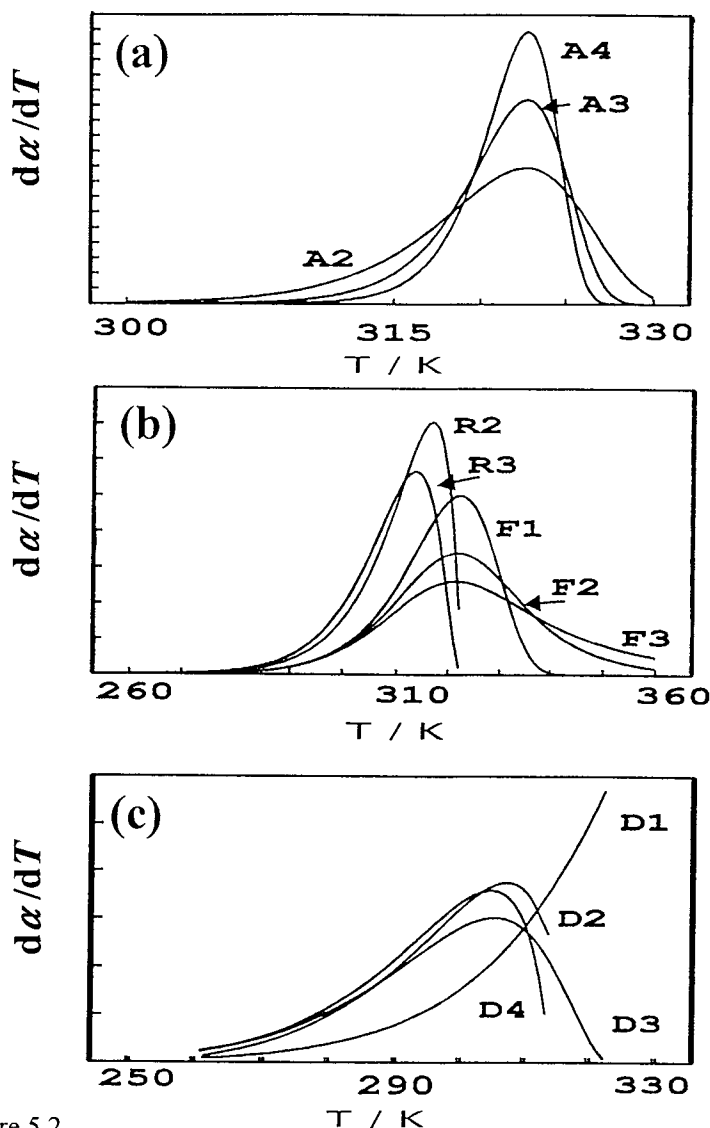 (a)
A4
A3
A2
dα/dT
300 315 330
T / K
(b)
R2
R3
F1
F2
F3
dα/dT
260 310 360
T / K
(c)
D1
D2
D4 D3
dα/dT
250 290 330
T / K
re 5.2